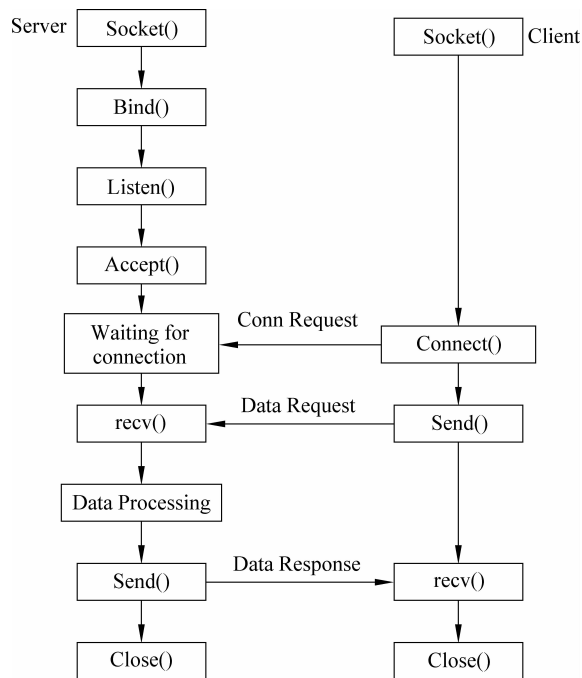 Server
Socket()
Socket()
Client
Bind()
Listen()
Accept()
Waiting for
connection
Conn Request
Connect()
recv()
Data Request
Send()
Data Processing
Send()
Data Response
recv()
Close()
Close()